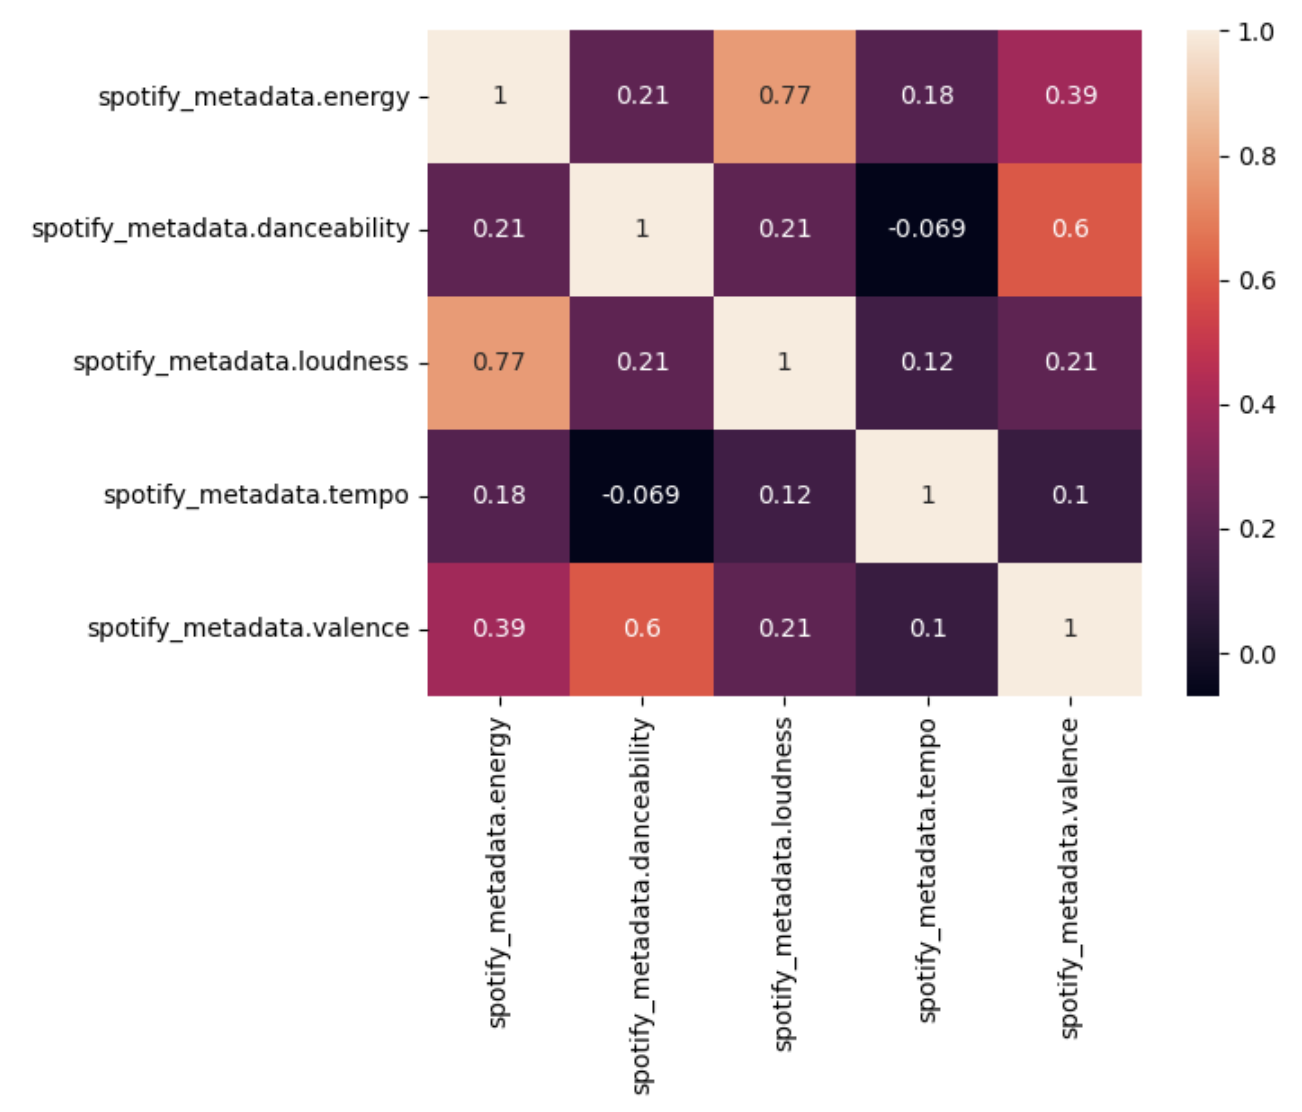 spotify_metadata.energy 1 0.21 0.77 0.18 0.39
spotify_metadata.danceability 0.21 1 0.21 -0.069 0.6
spotify_metadata.loudness 0.77 0.21 1 0.12 0.21
spotify_metadata.tempo 0.18 -0.069 0.12 1 0.1
spotify_metadata.valence 0.39 0.6 0.21 0.1 1
spotify_metadata.energy
spotify_metadata.danceability
spotify_metadata.loudness
spotify_metadata.tempo
spotify_metadata.valence
1.0
0.8
0.6
0.4
0.2
0.0